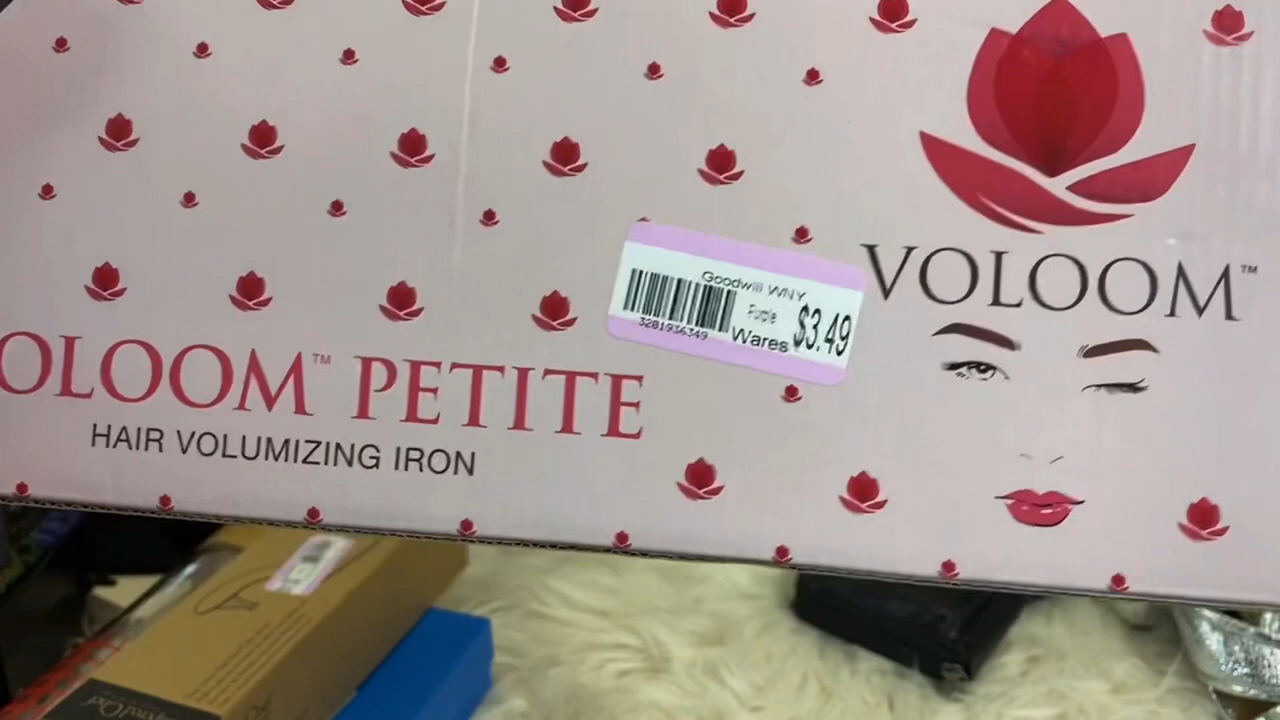 VOLOOM™
Goodwill WNY
Purple
$3.49
3281936349
Wares
OLOOM™ PETITE
HAIR VOLUMIZING IRON